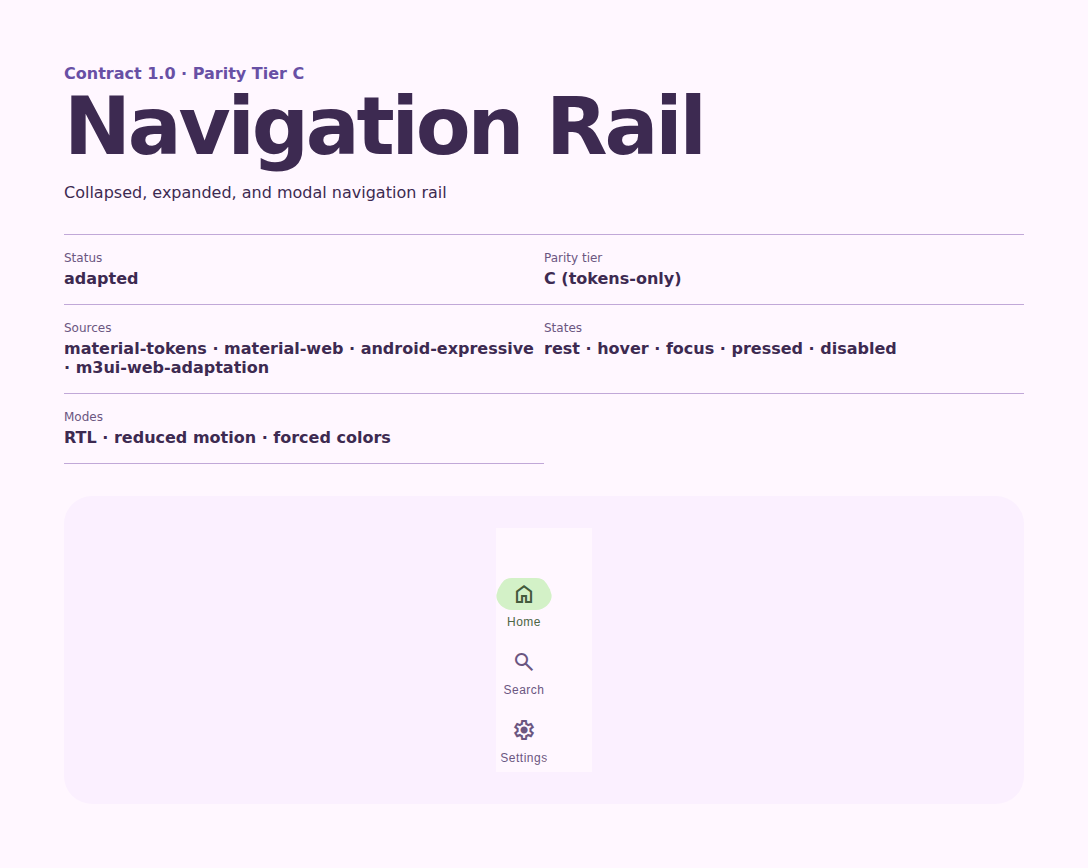 Contract 1.0 · Parity Tier C
Navigation Rail
Collapsed, expanded, and modal navigation rail
Status
adapted
Parity tier
C (tokens-only)
Sources
material-tokens · material-web · android-expressive
· m3ui-web-adaptation
States
rest · hover · focus · pressed · disabled
Modes
RTL · reduced motion · forced colors
Home
Search
Settings